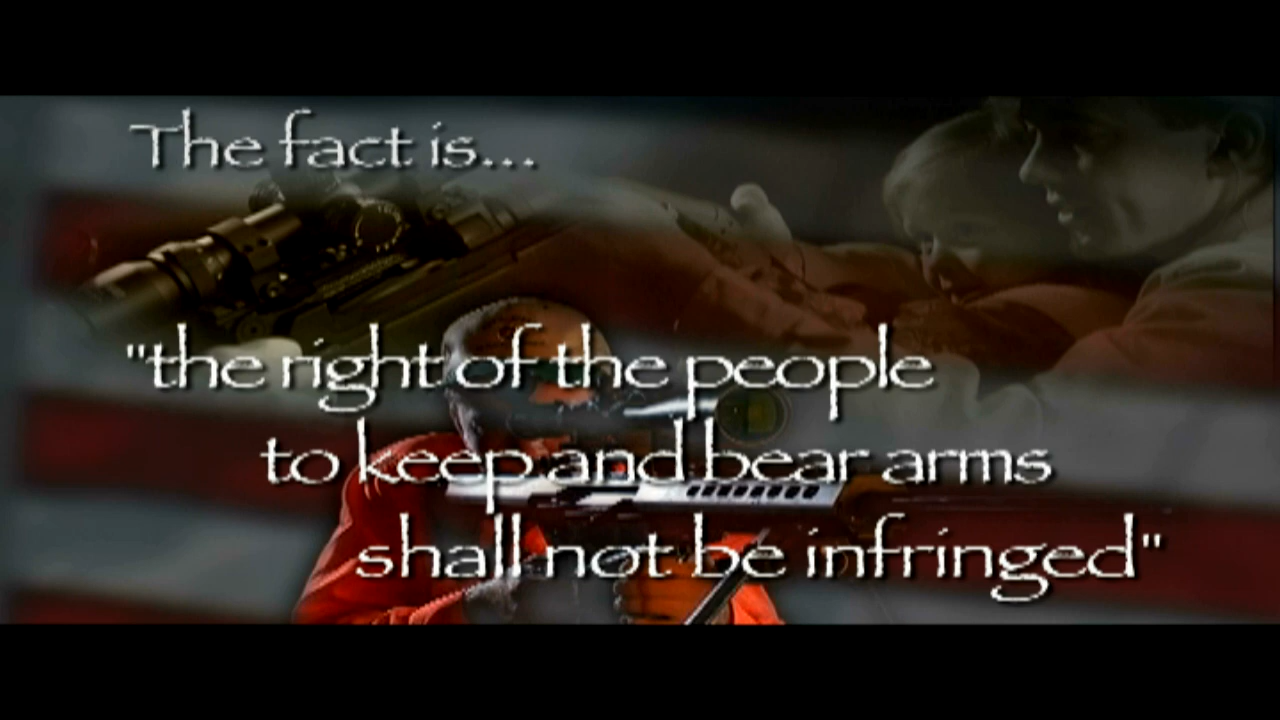 The fact is...
"the right of the people
to keep and bear arms
shall not be infringed"